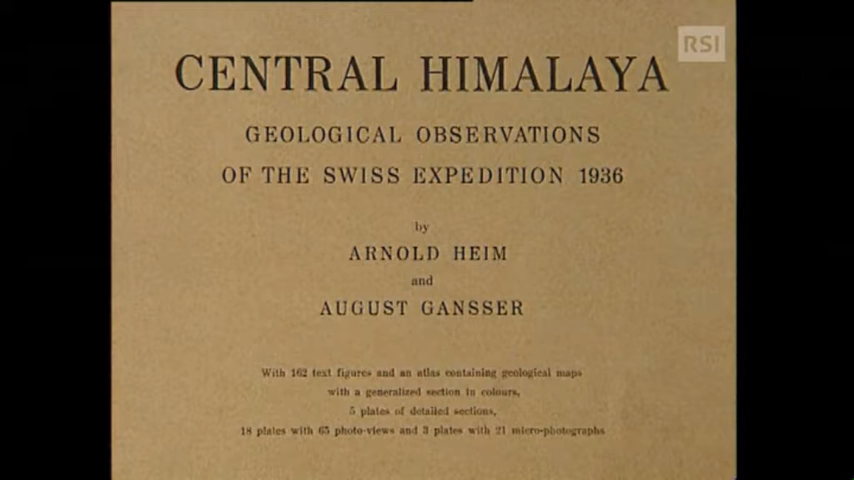 RSI
CENTRAL HIMALAYA
GEOLOGICAL OBSERVATIONS
OF THE SWISS EXPEDITION 1936
by
ARNOLD HEIM
and
AUGUST GANSSER
With 162 text figures and an atlas containing geological maps
with a generalized section in colours,
5 plates of detailed sections,
18 plates with 65 photo-views and 3 plates with 21 micro-photographs